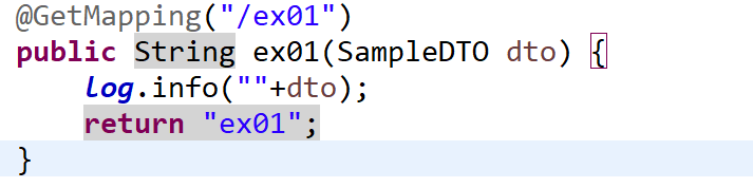 @GetMapping("/ex01")
public String ex01(SampleDTO dto) {
    log.info(""+dto);
    return "ex01";
}